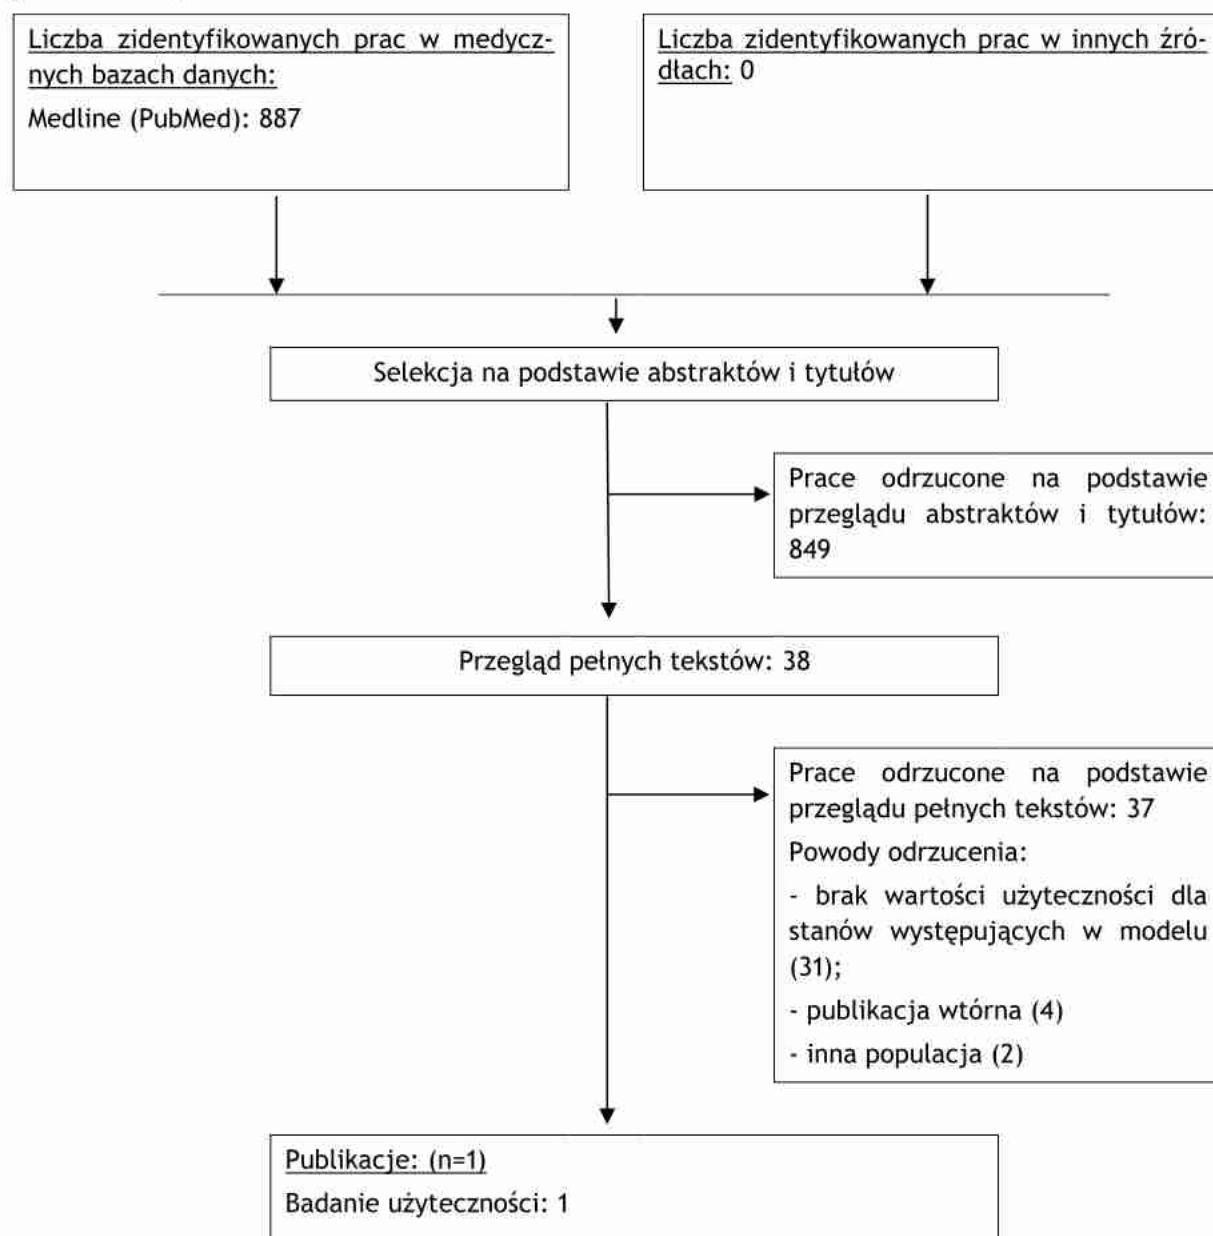 Liczba zidentyfikowanych prac w medycz-
nych bazach danych:
Medline (PubMed): 887
Liczba zidentyfikowanych prac w innych źró-
dłach: 0
Selekcja na podstawie abstraktów i tytułów
Prace odrzucone na podstawie
przeglądu abstraktów i tytułów:
849
Przegląd pełnych tekstów: 38
Prace odrzucone na podstawie
przeglądu pełnych tekstów: 37
Powody odrzucenia:
- brak wartości użyteczności dla
stanów występujących w modelu
(31);
- publikacja wtórna (4)
- inna populacja (2)
Publikacje: (n=1)
Badanie użyteczności: 1